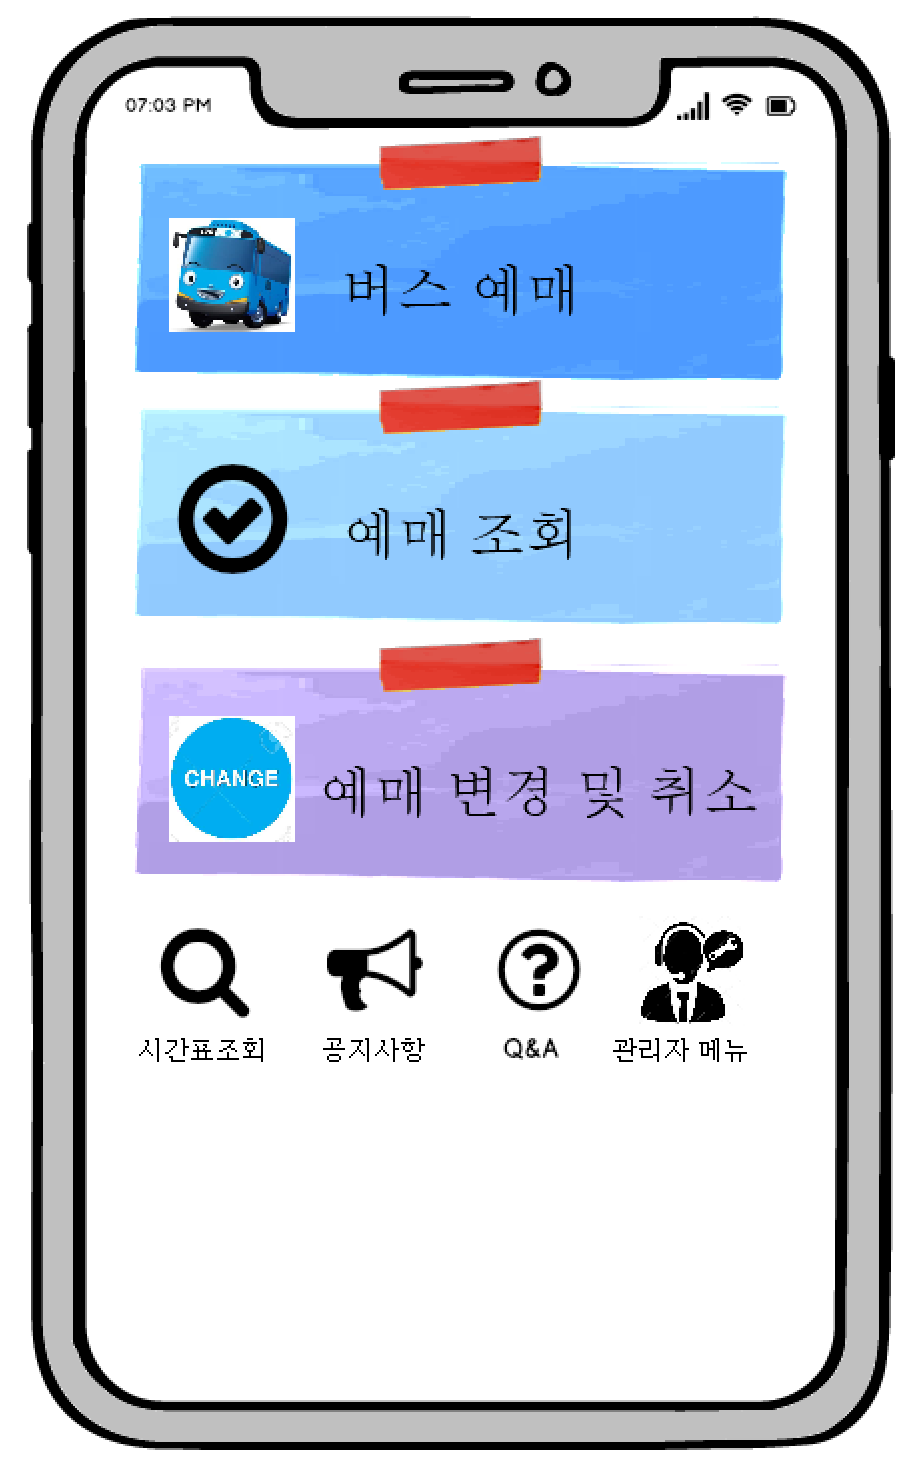 07:03 PM
버스 예매
예매 조회
CHANGE
예매 변경 및 취소
시간표조회
공지사항
Q&A
관리자 메뉴